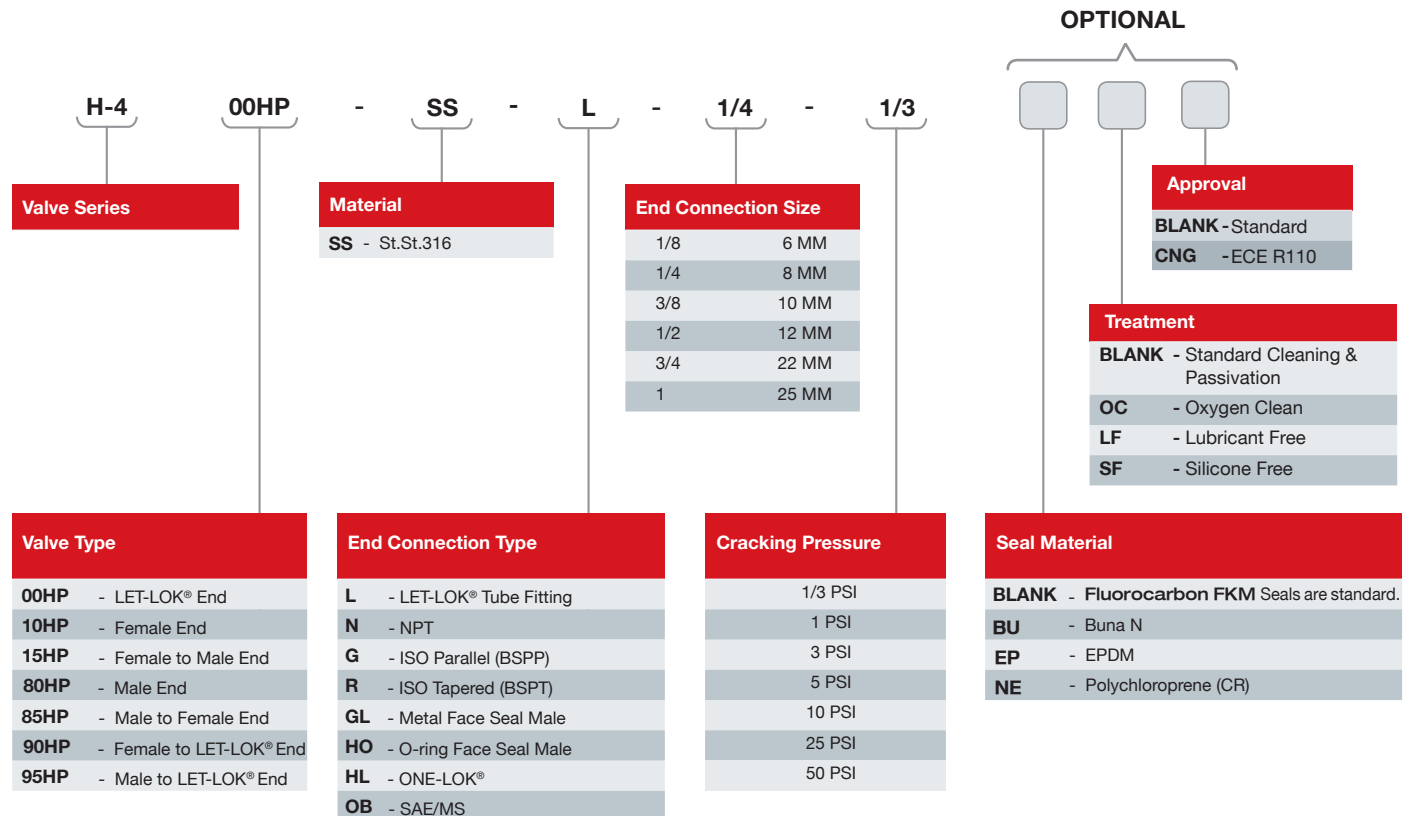 OPTIONAL
H-4 00HP - SS - L - 1/4 - 1/3
Valve Series
Material
SS - St.St.316
End Connection Size
1/8 6 MM
1/4 8 MM
3/8 10 MM
1/2 12 MM
3/4 22 MM
1 25 MM
Approval
BLANK - Standard
CNG - ECE R110
Treatment
BLANK - Standard Cleaning &
Passivation
OC - Oxygen Clean
LF - Lubricant Free
SF - Silicone Free
Valve Type
00HP - LET-LOK® End
10HP - Female End
15HP - Female to Male End
80HP - Male End
85HP - Male to Female End
90HP - Female to LET-LOK® End
95HP - Male to LET-LOK® End
End Connection Type
L - LET-LOK® Tube Fitting
N - NPT
G - ISO Parallel (BSPP)
R - ISO Tapered (BSPT)
GL - Metal Face Seal Male
HO - O-ring Face Seal Male
HL - ONE-LOK®
OB - SAE/MS
Cracking Pressure
1/3 PSI
1 PSI
3 PSI
5 PSI
10 PSI
25 PSI
50 PSI
Seal Material
BLANK - Fluorocarbon FKM Seals are standard.
BU - Buna N
EP - EPDM
NE - Polychloroprene (CR)